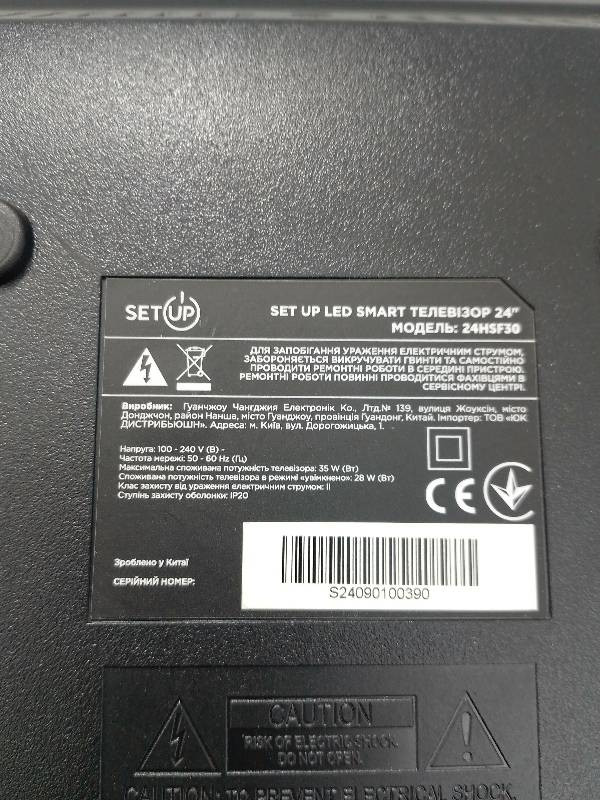 SET UP
SET UP LED SMART ТЕЛЕВІЗОР 24"
МОДЕЛЬ: 24HSF30
ДЛЯ ЗАПОБІГАННЯ УРАЖЕННЯ ЕЛЕКТРИЧНИМ СТРУМОМ,
ЗАБОРОНЯЄТЬСЯ ВИКРУЧУВАТИ ГВИНТИ ТА САМОСТІЙНО
ПРОВОДИТИ РЕМОНТНІ РОБОТИ В СЕРЕДИНІ ПРИСТРОЮ.
РЕМОНТНІ РОБОТИ ПОВИННІ ПРОВОДИТИСЯ ФАХІВЦЯМИ В
СЕРВІСНОМУ ЦЕНТРІ.
Виробник: Гуанчжоу Чангджия Електронік Ко., Лтд.№ 139, вулиця Жоуксін, місто
Донджчон, район Нанша, місто Гуанджоу, провінція Гуандонг, Китай. Імпортер: ТОВ «ЮК
ДИСТРИБЬЮШН». Адреса: м. Київ, вул. Дорогожицька, 1.
Напруга: 100 - 240 V (В) ~
Частота мережі: 50 - 60 Hz (Гц)
Максимальна споживана потужність телевізора: 35 W (Вт)
Споживана потужність телевізора в режимі «увімкнено»: 28 W (Вт)
Клас захисту від ураження електричним струмом: II
Ступінь захисту оболонки: IP20
CE
Зроблено у Китаї
СЕРІЙНИЙ НОМЕР:
S24090100390
CAUTION
RISK OF ELECTRIC SHOCK
DO NOT OPEN.
CAUTION: TO PREVENT ELECTRICAL SHOCK,